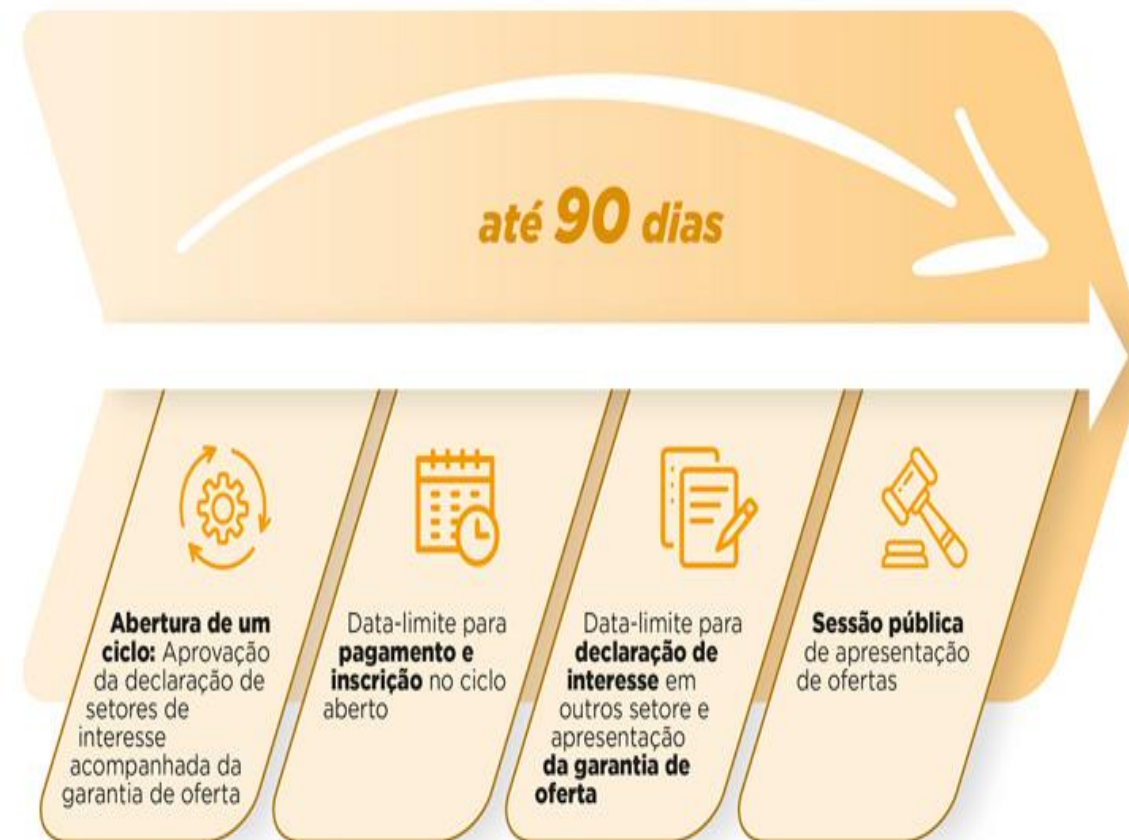 até 90 dias
Abertura de um
ciclo: Aprovação
da declaração de
setores de
interesse
acompanhada da
garantia de oferta
Data-limite para
pagamento e
inscrição no ciclo
aberto
Data-limite para
declaração de
interesse em
outros setore e
apresentação
da garantia de
oferta
Sessão pública
de apresentação
de ofertas